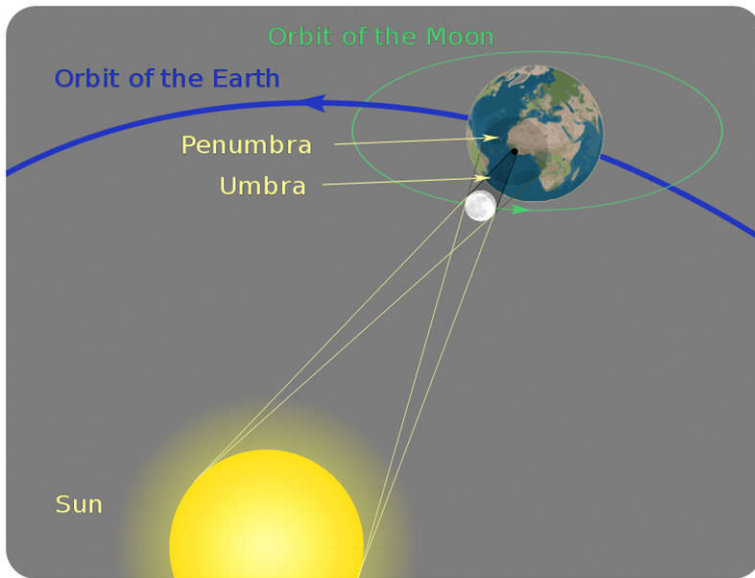 Orbit of the Moon
Orbit of the Earth
Penumbra
Umbra
Sun